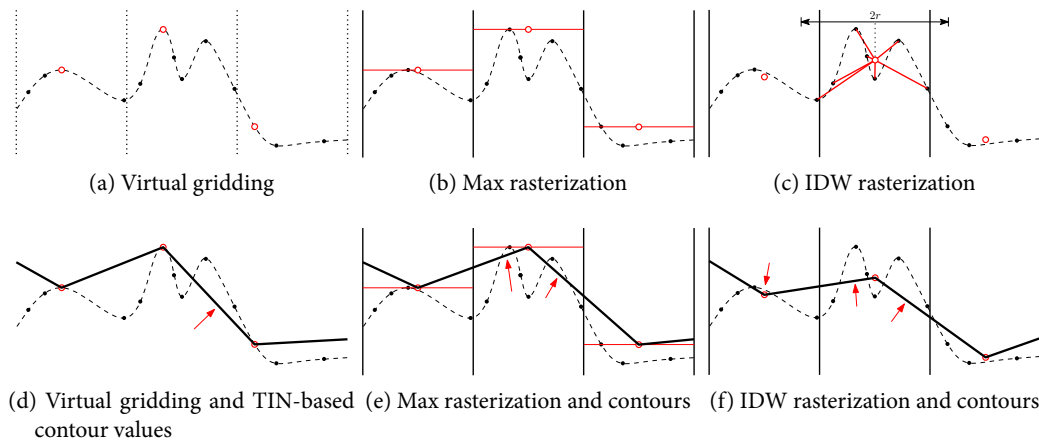 2r
(a) Virtual gridding
(b) Max rasterization
(c) IDW rasterization
(d) Virtual gridding and TIN-based
contour values
(e) Max rasterization and contours
(f) IDW rasterization and contours